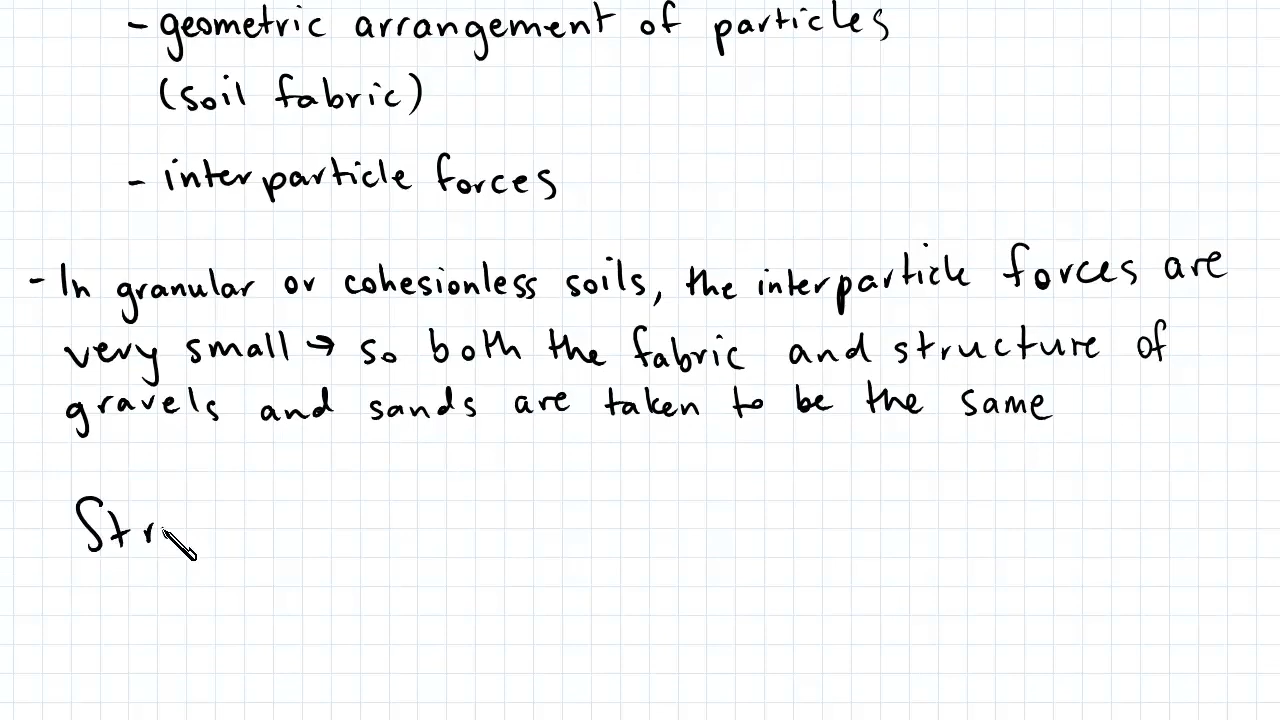 - geometric arrangement of particles
(soil fabric)
- interparticle forces
- In granular or cohesionless soils, the interparticle forces are
very small → so both the fabric and structure of
gravels and sands are taken to be the same
Str